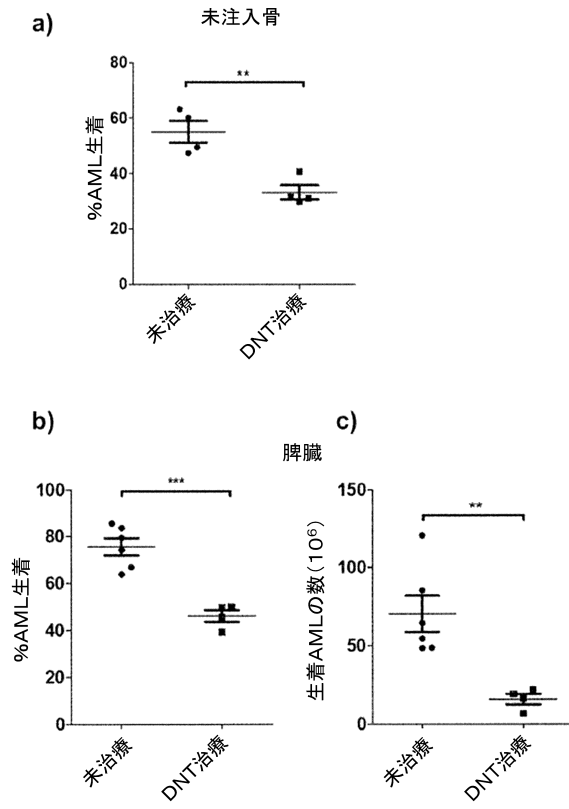 a)
未注入骨
80
60
40
20
0
%AML生着
**
未治療
DNT治療
b)
c)
脾臓
100
80
60
40
20
0
%AML生着
***
未治療
DNT治療
150
100
50
0
生着AMLの数(10⁶)
**
未治療
DNT治療